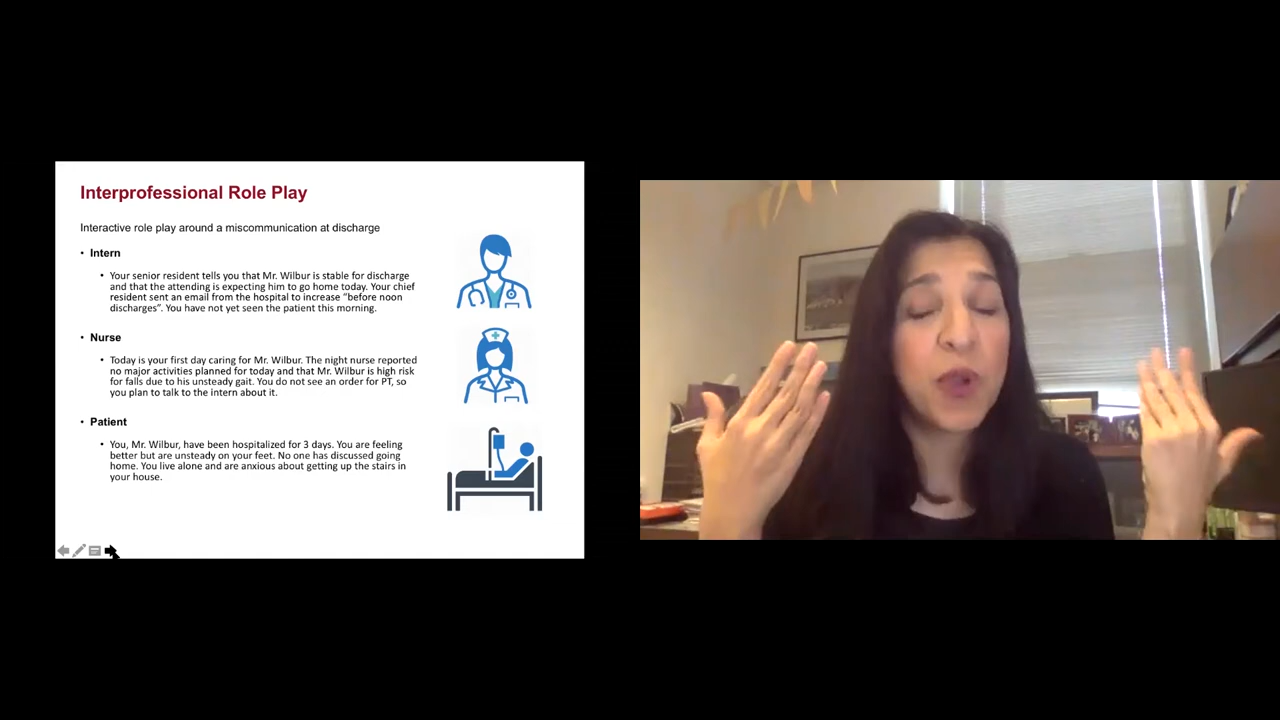 Interprofessional Role Play
Interactive role play around a miscommunication at discharge
• Intern
• Your senior resident tells you that Mr. Wilbur is stable for discharge
and that the attending is expecting him to go home today. Your chief
resident sent an email from the hospital to increase “before noon
discharges”. You have not yet seen the patient this morning.
• Nurse
• Today is your first day caring for Mr. Wilbur. The night nurse reported
no major activities planned for today and that Mr. Wilbur is high risk
for falls due to his unsteady gait. You do not see an order for PT, so
you plan to talk to the intern about it.
• Patient
• You, Mr. Wilbur, have been hospitalized for 3 days. You are feeling
better but are unsteady on your feet. No one has discussed going
home. You live alone and are anxious about getting up the stairs in
your house.